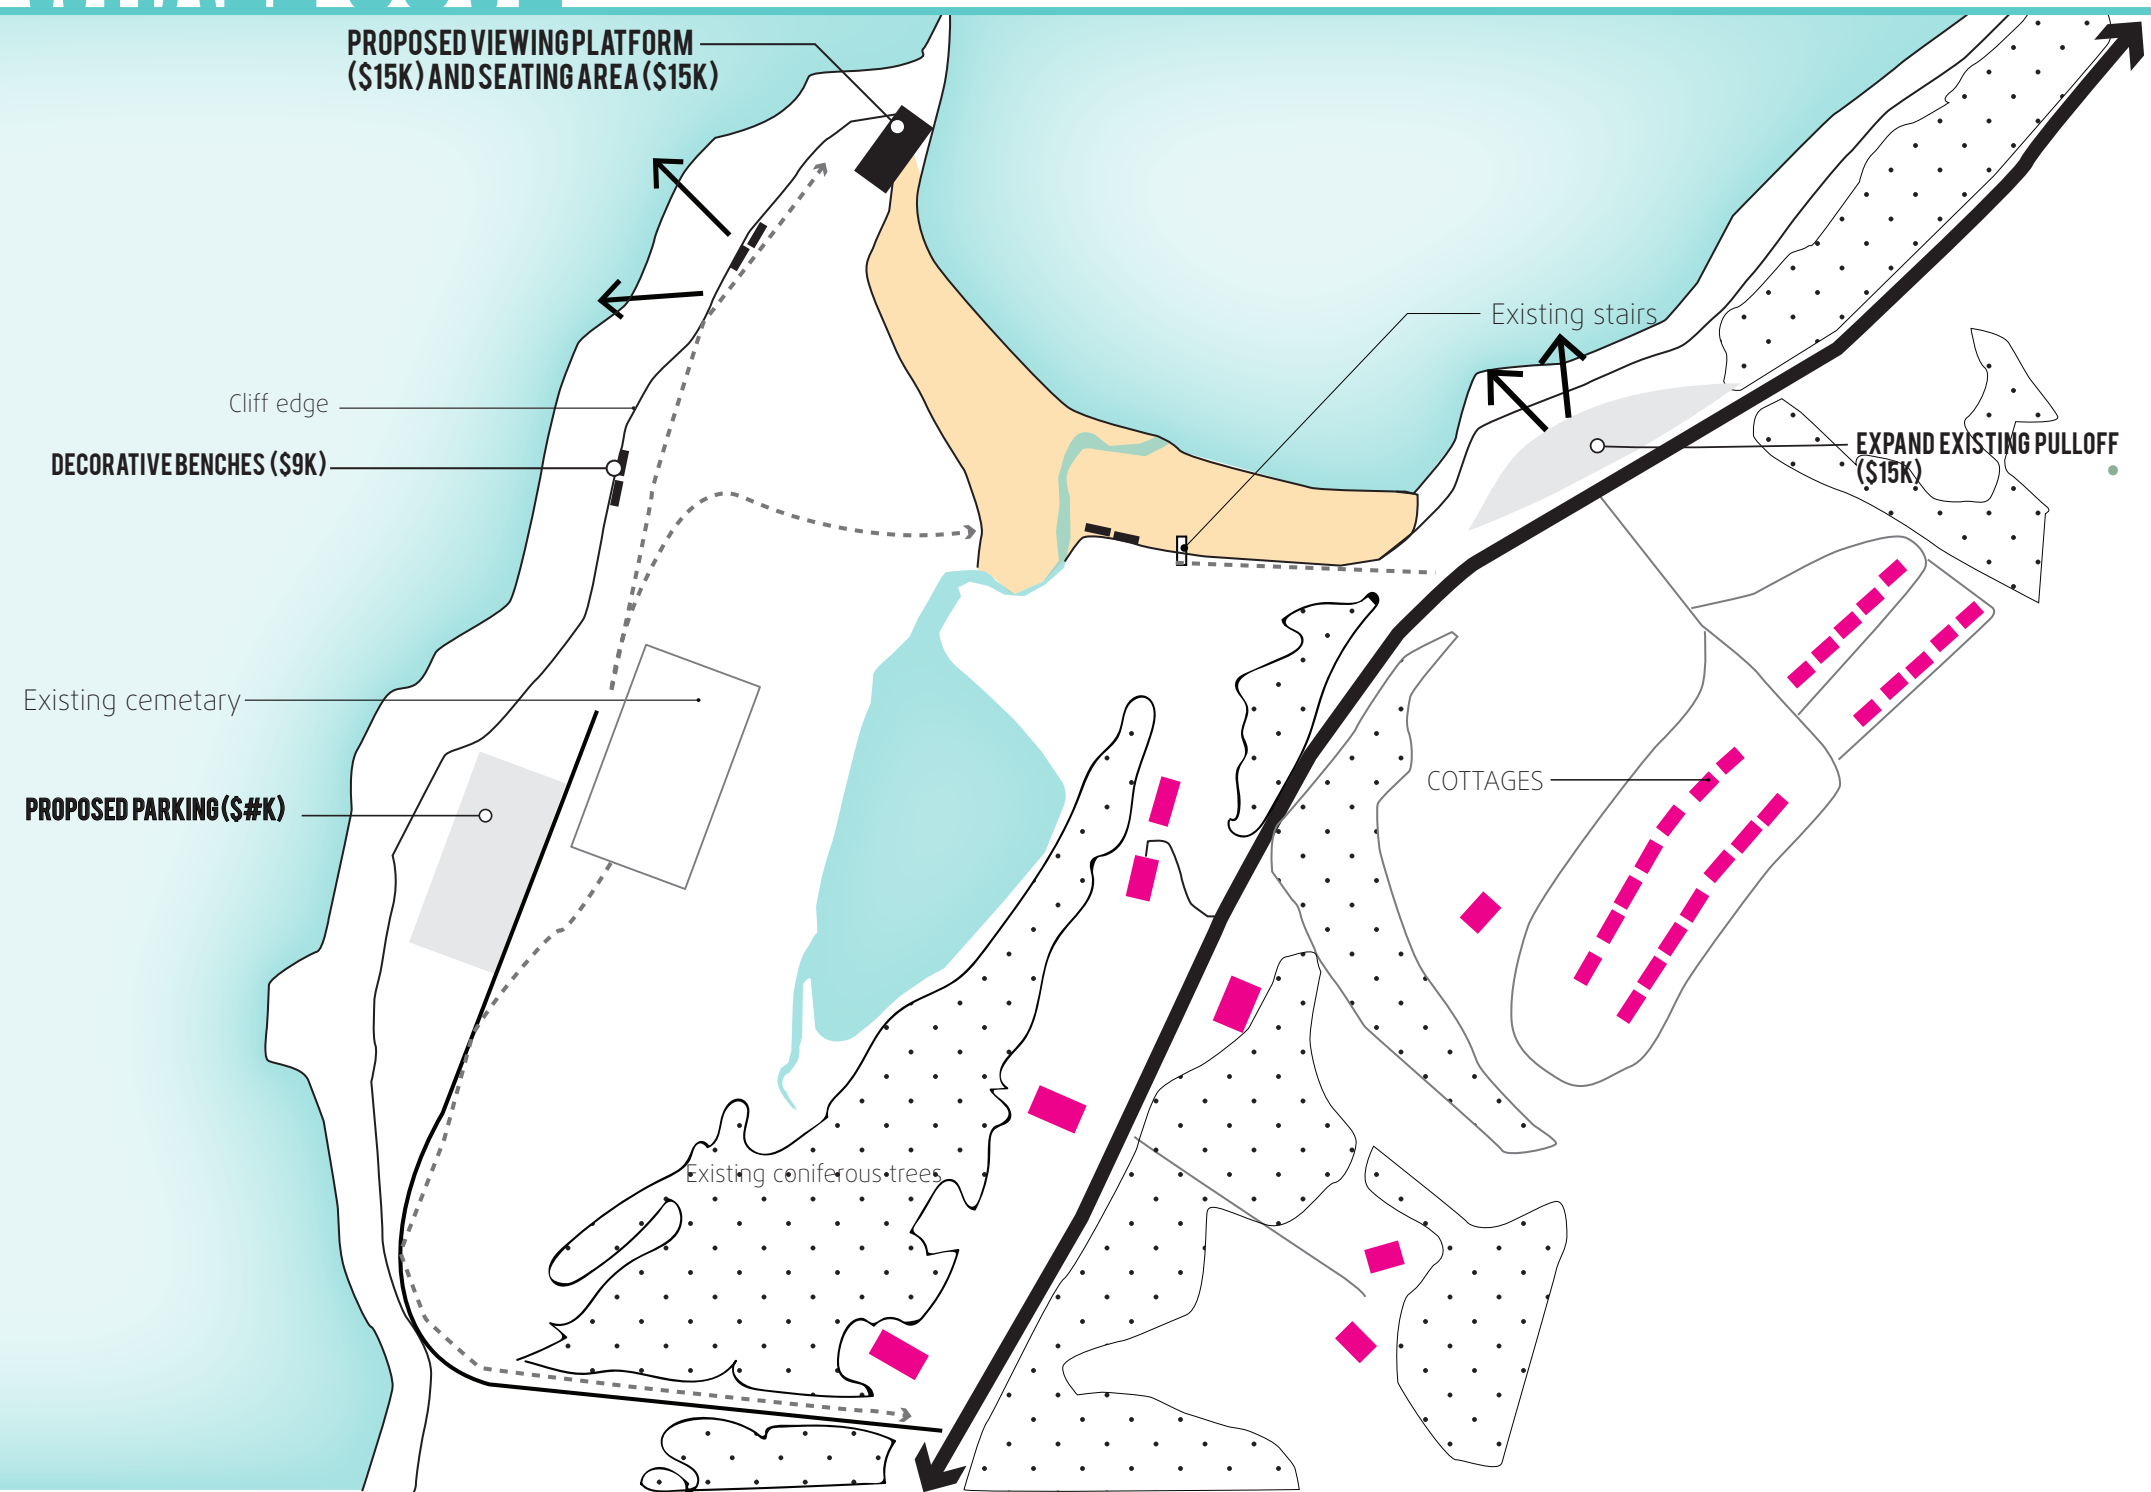 PROPOSED VIEWING PLATFORM
($15K) AND SEATING AREA ($15K)
Existing stairs
Cliff edge
DECORATIVE BENCHES ($9K)
EXPAND EXISTING PULLOFF
($15K)
Existing cemetary
COTTAGES
PROPOSED PARKING ($#K)
Existing coniferous trees